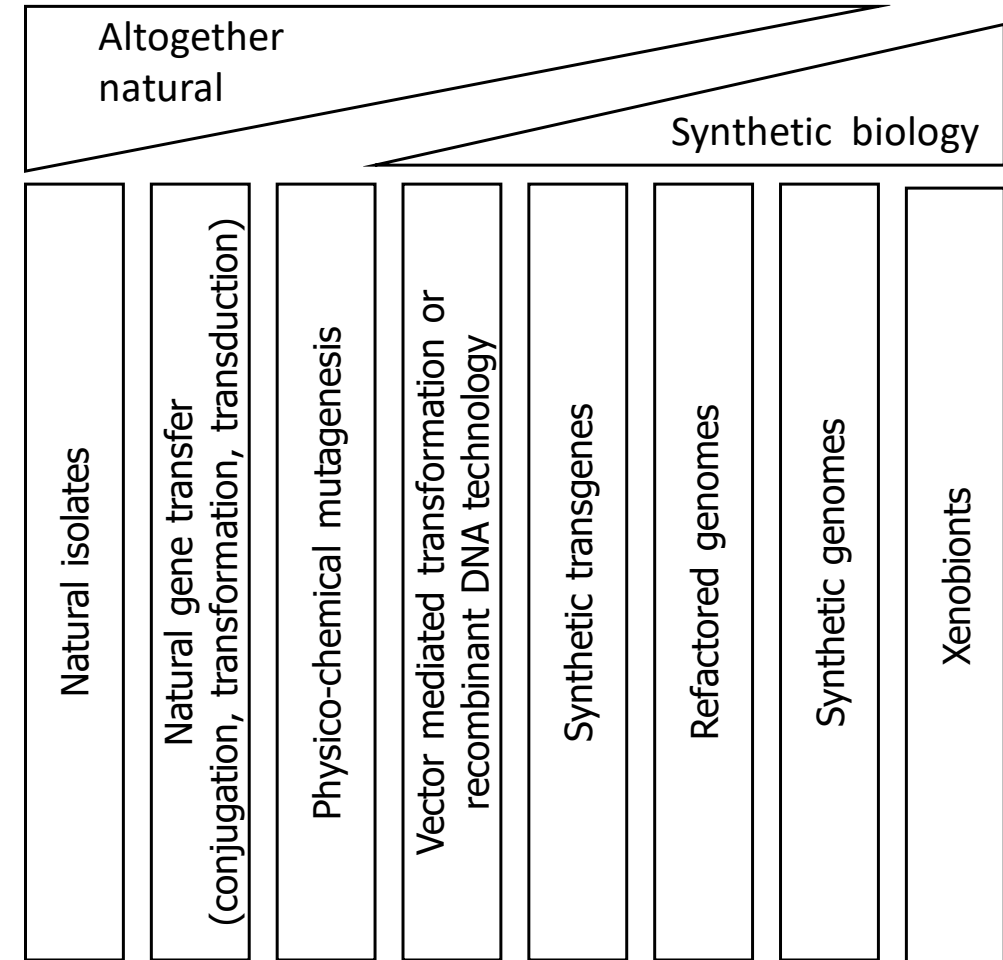 Altogether
natural
Synthetic biology
Natural isolates
Natural gene transfer
(conjugation, transformation, transduction)
Physico-chemical mutagenesis
Vector mediated transformation or
recombinant DNA technology
Synthetic transgenes
Refactored genomes
Synthetic genomes
Xenobionts